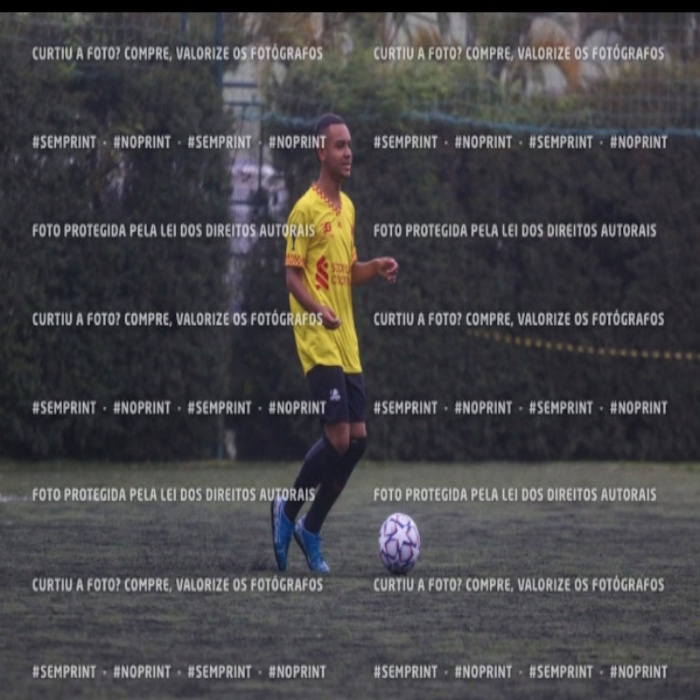 CURTIU A FOTO? COMPRE, VALORIZE OS FOTÓGRAFOS CURTIU A FOTO? COMPRE, VALORIZE OS FOTÓGRAFOS
#SEMPRINT - #NOPRINT - #SEMPRINT - #NOPRINT #SEMPRINT - #NOPRINT - #SEMPRINT - #NOPRINT
FOTO PROTEGIDA PELA LEI DOS DIREITOS AUTORAIS FOTO PROTEGIDA PELA LEI DOS DIREITOS AUTORAIS
CURTIU A FOTO? COMPRE, VALORIZE OS FOTÓGRAFOS CURTIU A FOTO? COMPRE, VALORIZE OS FOTÓGRAFOS
#SEMPRINT - #NOPRINT - #SEMPRINT - #NOPRINT #SEMPRINT - #NOPRINT - #SEMPRINT - #NOPRINT
FOTO PROTEGIDA PELA LEI DOS DIREITOS AUTORAIS FOTO PROTEGIDA PELA LEI DOS DIREITOS AUTORAIS
CURTIU A FOTO? COMPRE, VALORIZE OS FOTÓGRAFOS CURTIU A FOTO? COMPRE, VALORIZE OS FOTÓGRAFOS
#SEMPRINT - #NOPRINT - #SEMPRINT - #NOPRINT #SEMPRINT - #NOPRINT - #SEMPRINT - #NOPRINT